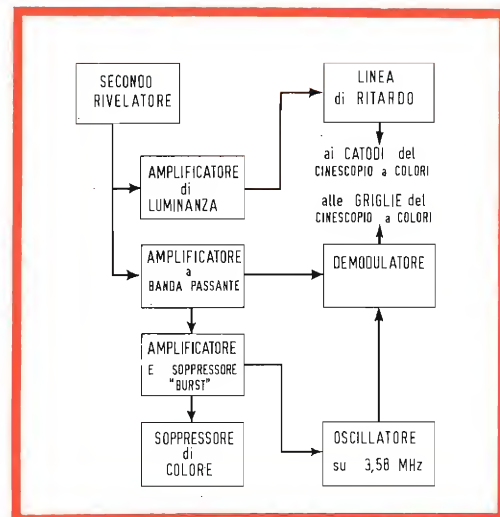 SECONDO
RIVELATORE
LINEA
di RITARDO
ai CATODI del
CINESCOPIO a COLORI
AMPLIFICATORE
di
LUMINANZA
alle GRIGLIE del
CINESCOPIO a COLORI
AMPLIFICATORE
a
BANDA PASSANTE
DEMODULATORE
AMPLIFICATORE
E SOPPRESSORE
"BURST"
SOPPRESSORE
di
COLORE
OSCILLATORE
su 3,58 MHz